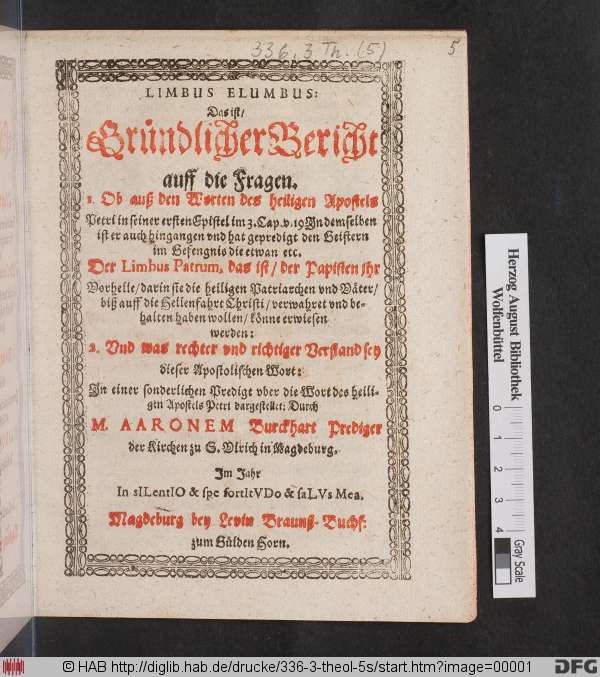 336. 3. Th. (5)
5
LIMBUS ELUMBUS:
Das ist/
Gründlicher Bericht
auff die Fragen.
1. Ob auß den Worten des heiligen Apostels
Petri in seiner ersten Epistel im 3. Cap. v. 19 In demselben
ist er auch hingangen vnd hat gepredigt den Geistern
im Gefengnis die etwan etc.
Der Limbus Patrum, das ist/ der Papisten jhr
Vorhelle/ darin sie die heiligen Patriarchen vnd Väter/
biß auff die Hellenfahrt Christi/ verwahret vnd be-
halten haben wollen/ könne erwiesen
werden:
2. Und was rechter vnd richtiger Verstand sey
dieser Apostolischen Wort:
In einer sonderlichen Predigt vber die Wort des heili-
gen Apostels Petri dargestellet: Durch
M. AARONEM Burckhart Prediger
der Kirchen zu S. Vlrich in Magdeburg.
Im Jahr
In sILentIO & spe fortItVDo & saLVs Mea.
Magdeburg bey Levin Braunß- Buchf:
zum Gülden Horn.
Herzog August Bibliothek
Wolfenbüttel
0 1 2 3 4
Gray Scale
© HAB http://diglib.hab.de/drucke/336-3-theol-5s/start.htm?image=00001
DFG